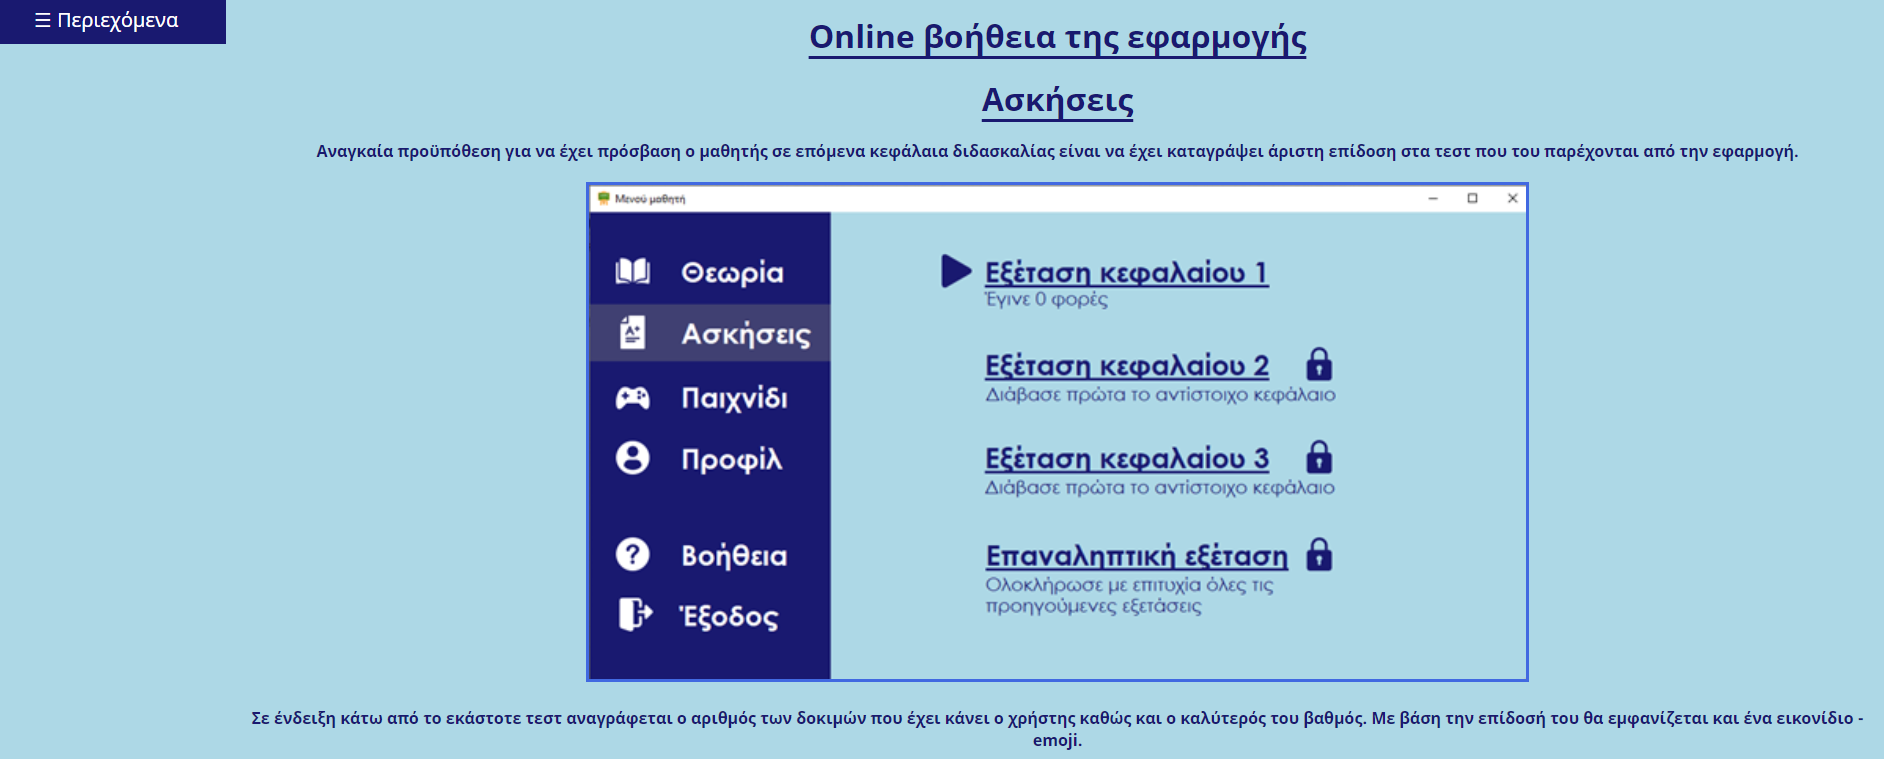 ☰ Περιεχόμενα
Online βοήθεια της εφαρμογής
Ασκήσεις
Αναγκαία προϋπόθεση για να έχει πρόσβαση ο μαθητής σε επόμενα κεφάλαια διδασκαλίας είναι να έχει καταγράψει άριστη επίδοση στα τεστ που του παρέχονται από την εφαρμογή.
Μενού μαθητή
Θεωρία
Ασκήσεις
Παιχνίδι
Προφίλ
Βοήθεια
Έξοδος
Εξέταση κεφαλαίου 1
Έγινε 0 φορές
Εξέταση κεφαλαίου 2
Διάβασε πρώτα το αντίστοιχο κεφάλαιο
Εξέταση κεφαλαίου 3
Διάβασε πρώτα το αντίστοιχο κεφάλαιο
Επαναληπτική εξέταση
Ολοκλήρωσε με επιτυχία όλες τις
προηγούμενες εξετάσεις
Σε ένδειξη κάτω από το εκάστοτε τεστ αναγράφεται ο αριθμός των δοκιμών που έχει κάνει ο χρήστης καθώς και ο καλύτερός του βαθμός. Με βάση την επίδοσή του θα εμφανίζεται και ένα εικονίδιο -
emoji.